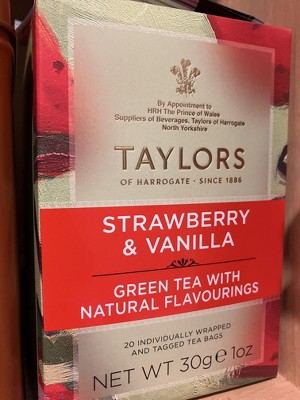 By Appointment to
HRH The Prince of Wales
Suppliers of Beverages, Taylors of Harrogate
North Yorkshire
TAYLORS
OF HARROGATE · SINCE 1886
STRAWBERRY
& VANILLA
GREEN TEA WITH
NATURAL FLAVOURINGS
20 INDIVIDUALLY WRAPPED
AND TAGGED TEA BAGS
NET WT 30g ℮ 1oz